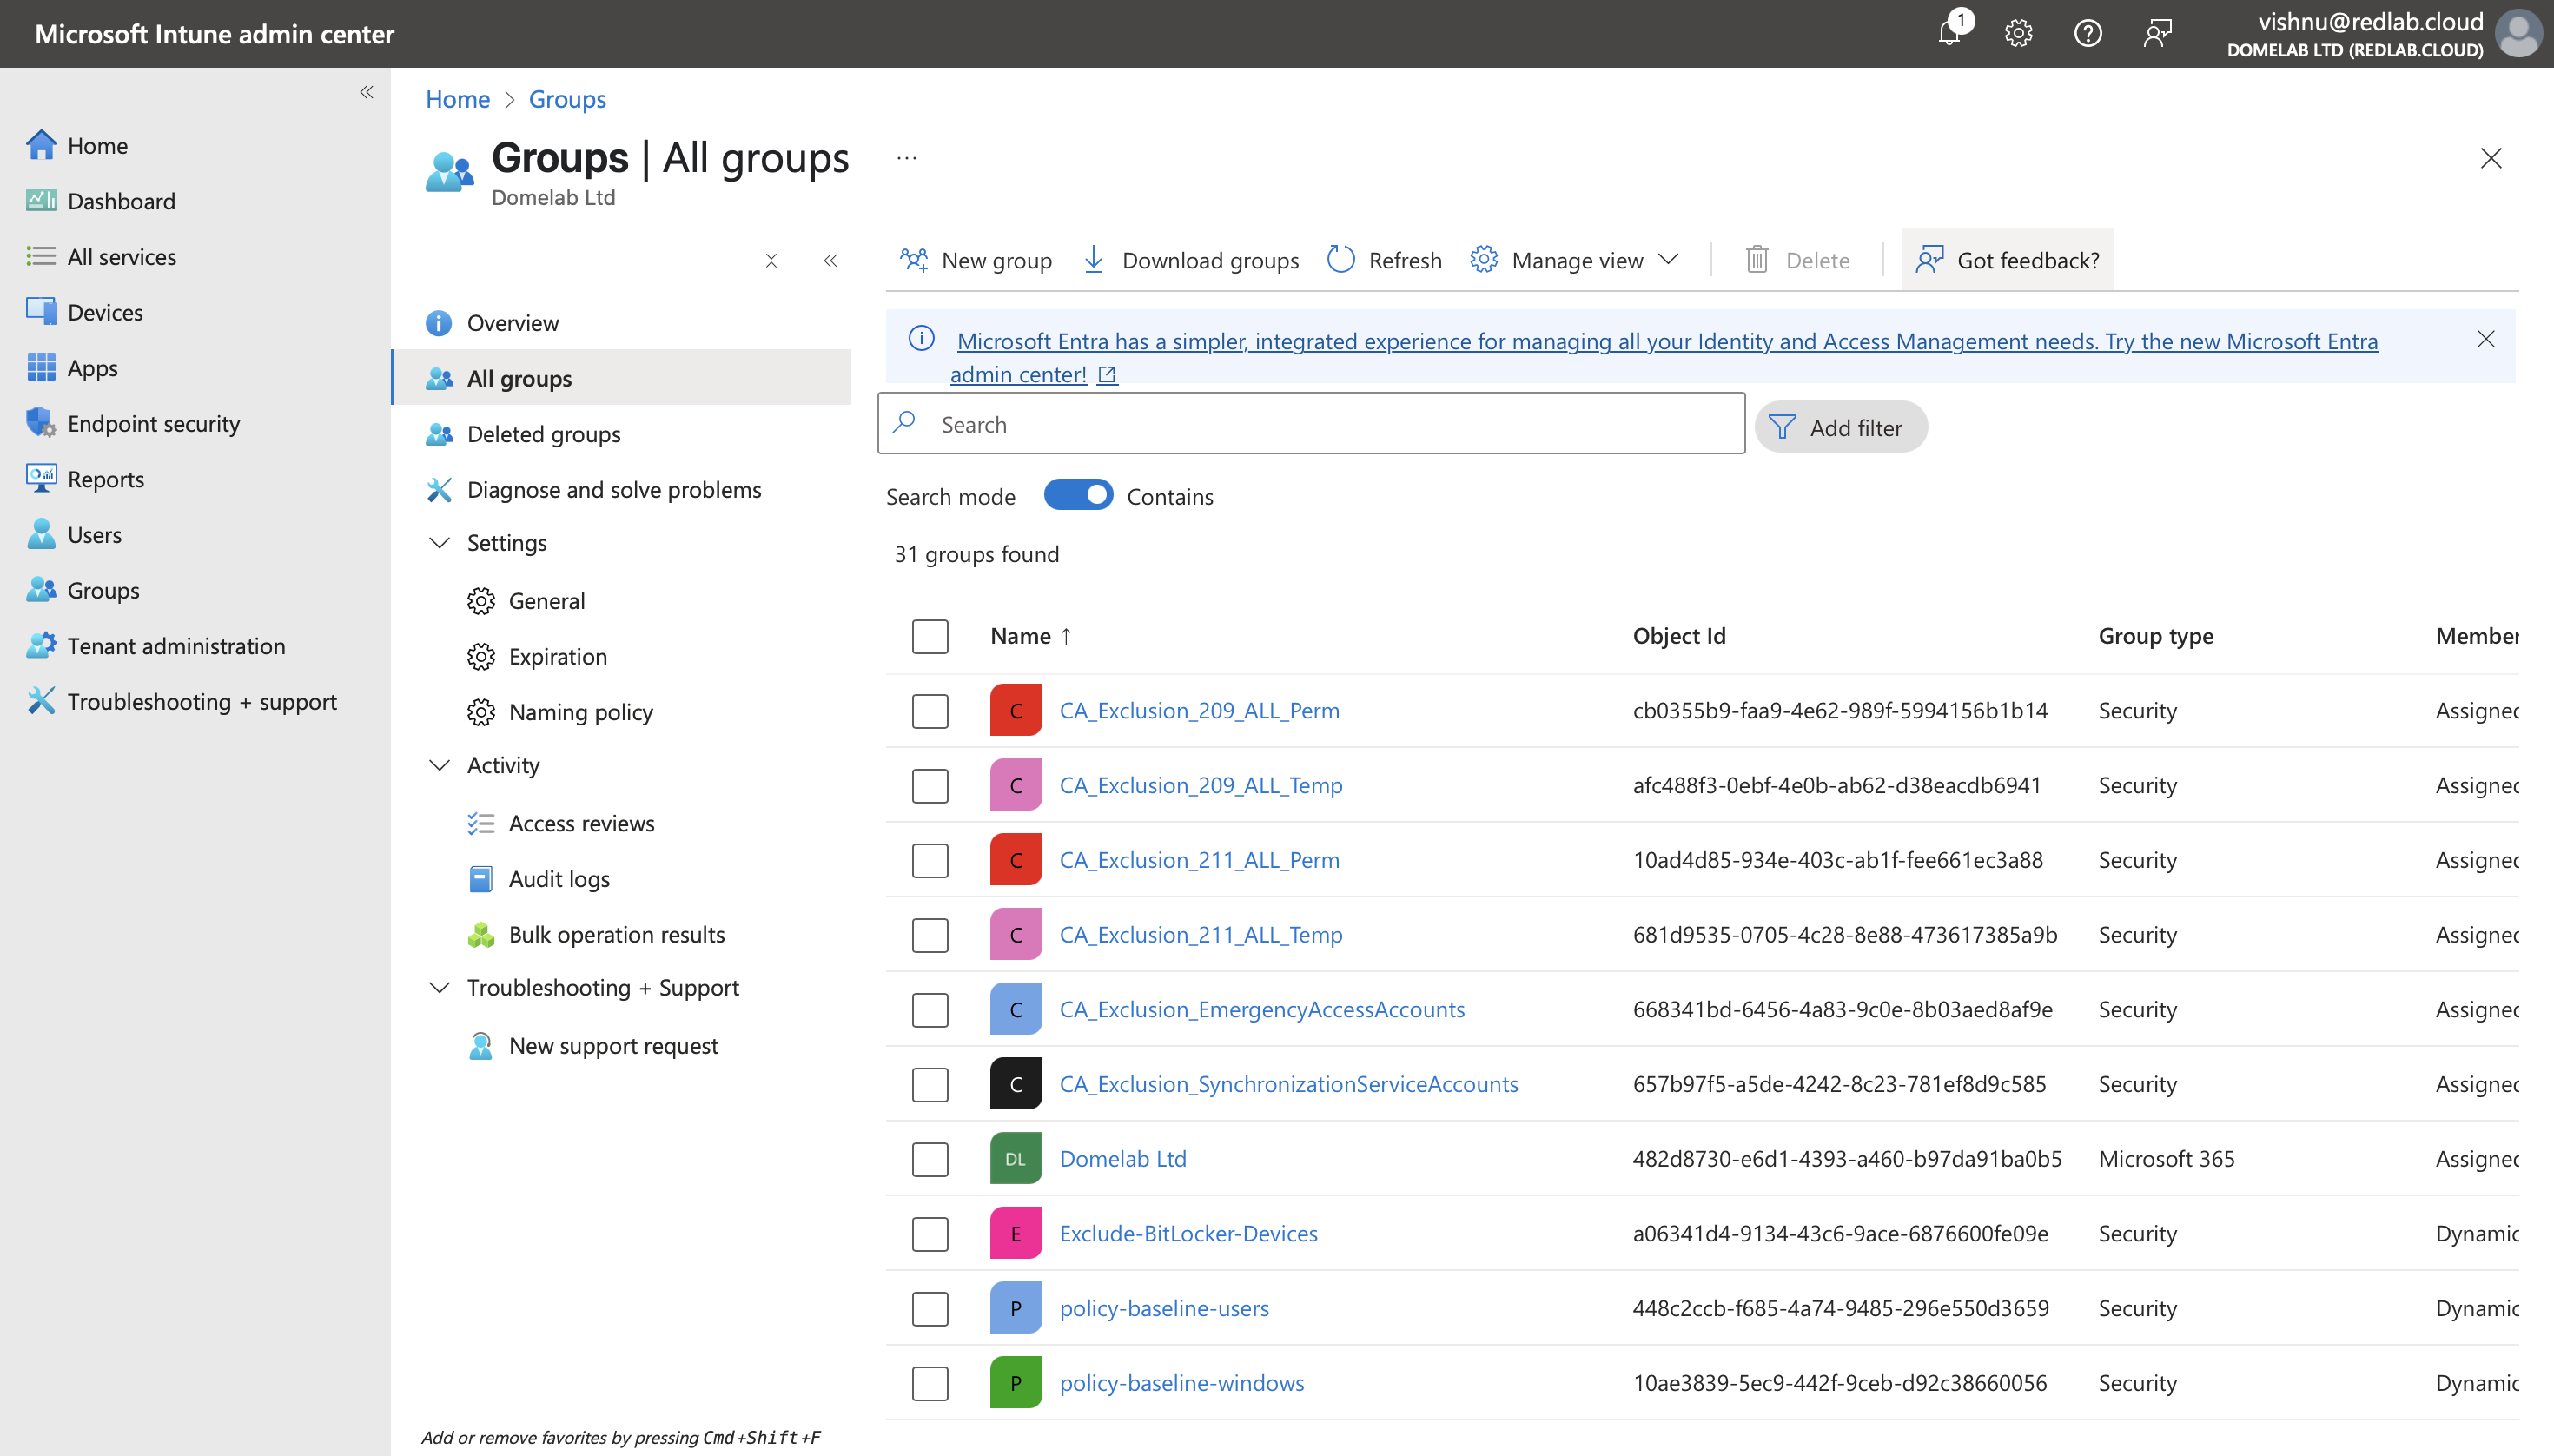 Microsoft Intune admin center
1
vishnu@redlab.cloud
DOMELAB LTD (REDLAB.CLOUD)
Home
Dashboard
All services
Devices
Apps
Endpoint security
Reports
Users
Groups
Tenant administration
Troubleshooting + support
Home > Groups
Groups | All groups
Domelab Ltd
Overview
All groups
Deleted groups
Diagnose and solve problems
Settings
General
Expiration
Naming policy
Activity
Access reviews
Audit logs
Bulk operation results
Troubleshooting + Support
New support request
Add or remove favorites by pressing Cmd+Shift+F
New group Download groups Refresh Manage view Delete Got feedback?
Microsoft Entra has a simpler, integrated experience for managing all your Identity and Access Management needs. Try the new Microsoft Entra
admin center!
Search Add filter
Search mode Contains
31 groups found
Name ↑ Object Id Group type Member
C CA_Exclusion_209_ALL_Perm cb0355b9-faa9-4e62-989f-5994156b1b14 Security Assigned
C CA_Exclusion_209_ALL_Temp afc488f3-0ebf-4e0b-ab62-d38eacdb6941 Security Assigned
C CA_Exclusion_211_ALL_Perm 10ad4d85-934e-403c-ab1f-fee661ec3a88 Security Assigned
C CA_Exclusion_211_ALL_Temp 681d9535-0705-4c28-8e88-473617385a9b Security Assigned
C CA_Exclusion_EmergencyAccessAccounts 668341bd-6456-4a83-9c0e-8b03aed8af9e Security Assigned
C CA_Exclusion_SynchronizationServiceAccounts 657b97f5-a5de-4242-8c23-781ef8d9c585 Security Assigned
DL Domelab Ltd 482d8730-e6d1-4393-a460-b97da91ba0b5 Microsoft 365 Assigned
E Exclude-BitLocker-Devices a06341d4-9134-43c6-9ace-6876600fe09e Security Dynamic
P policy-baseline-users 448c2ccb-f685-4a74-9485-296e550d3659 Security Dynamic
P policy-baseline-windows 10ae3839-5ec9-442f-9ceb-d92c38660056 Security Dynamic